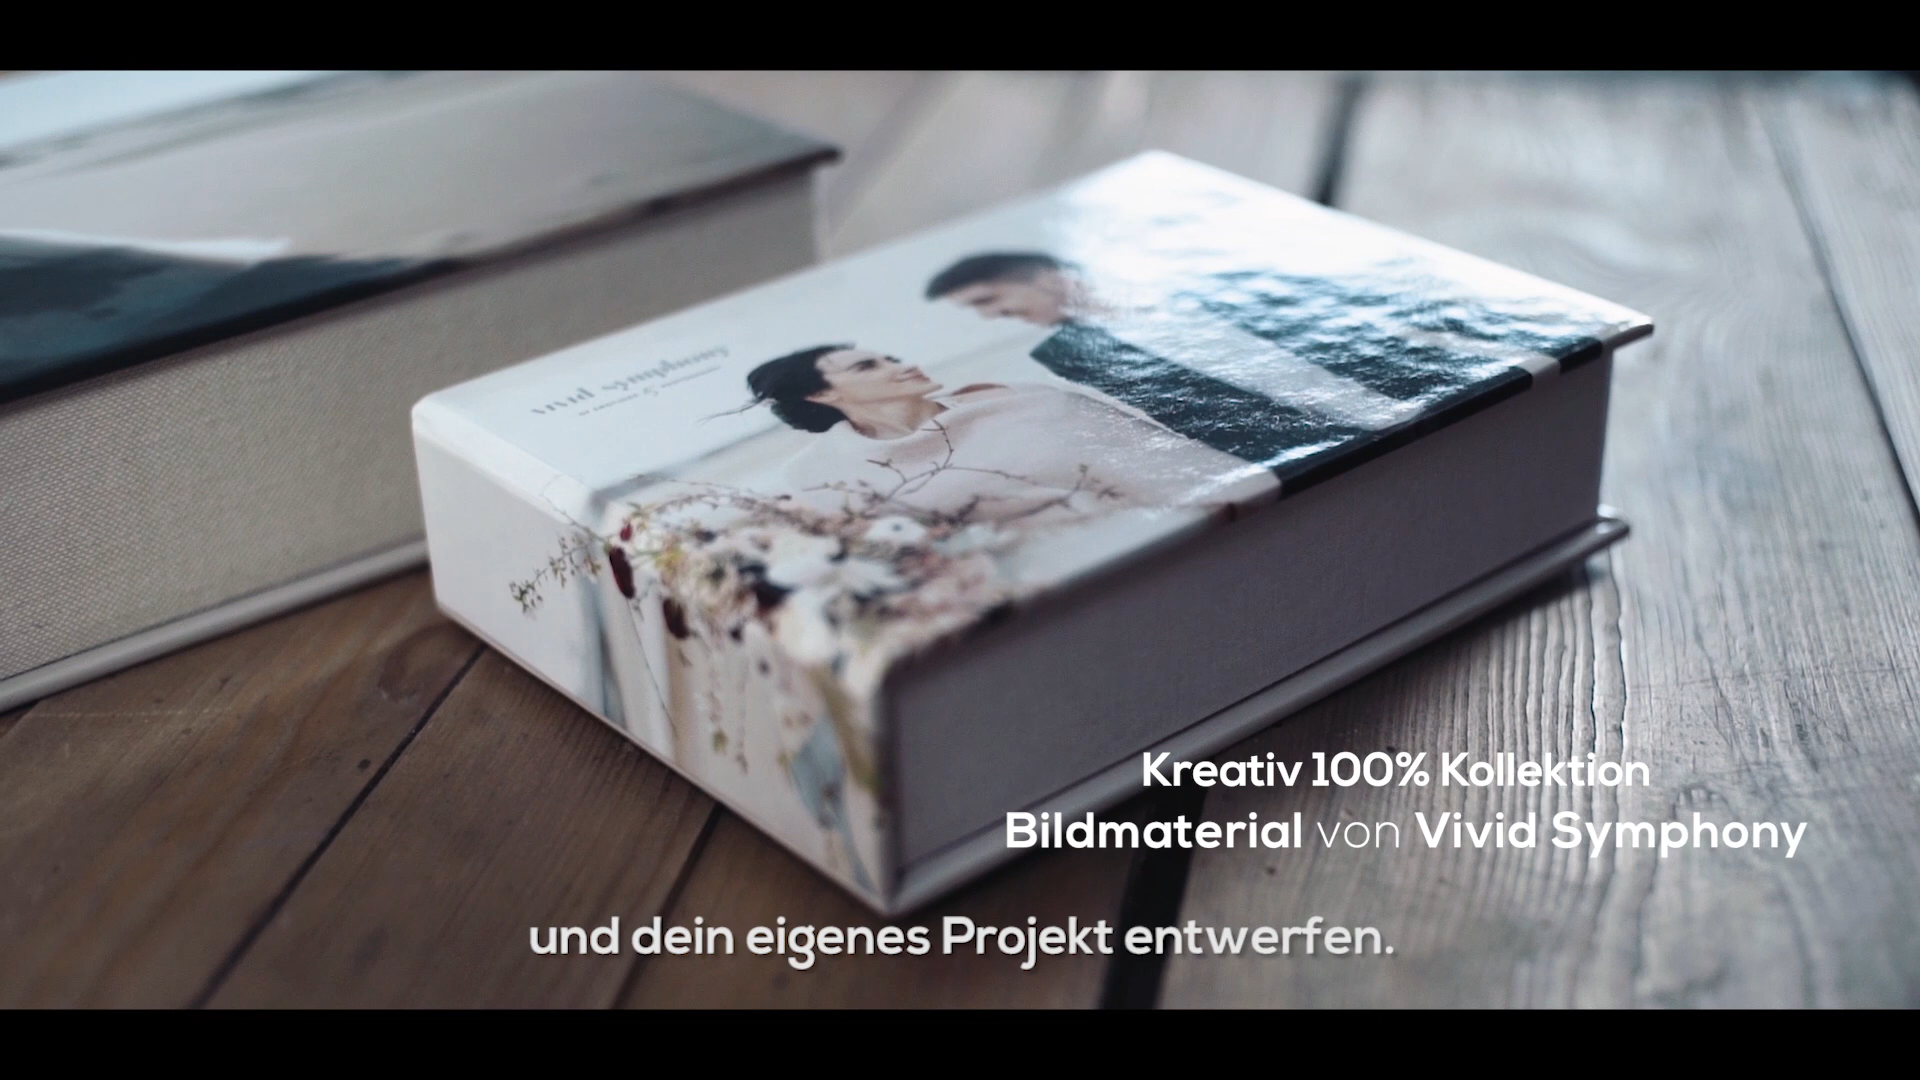 vivid symphony
Kreativ 100% Kollektion
Bildmaterial von Vivid Symphony
und dein eigenes Projekt entwerfen.